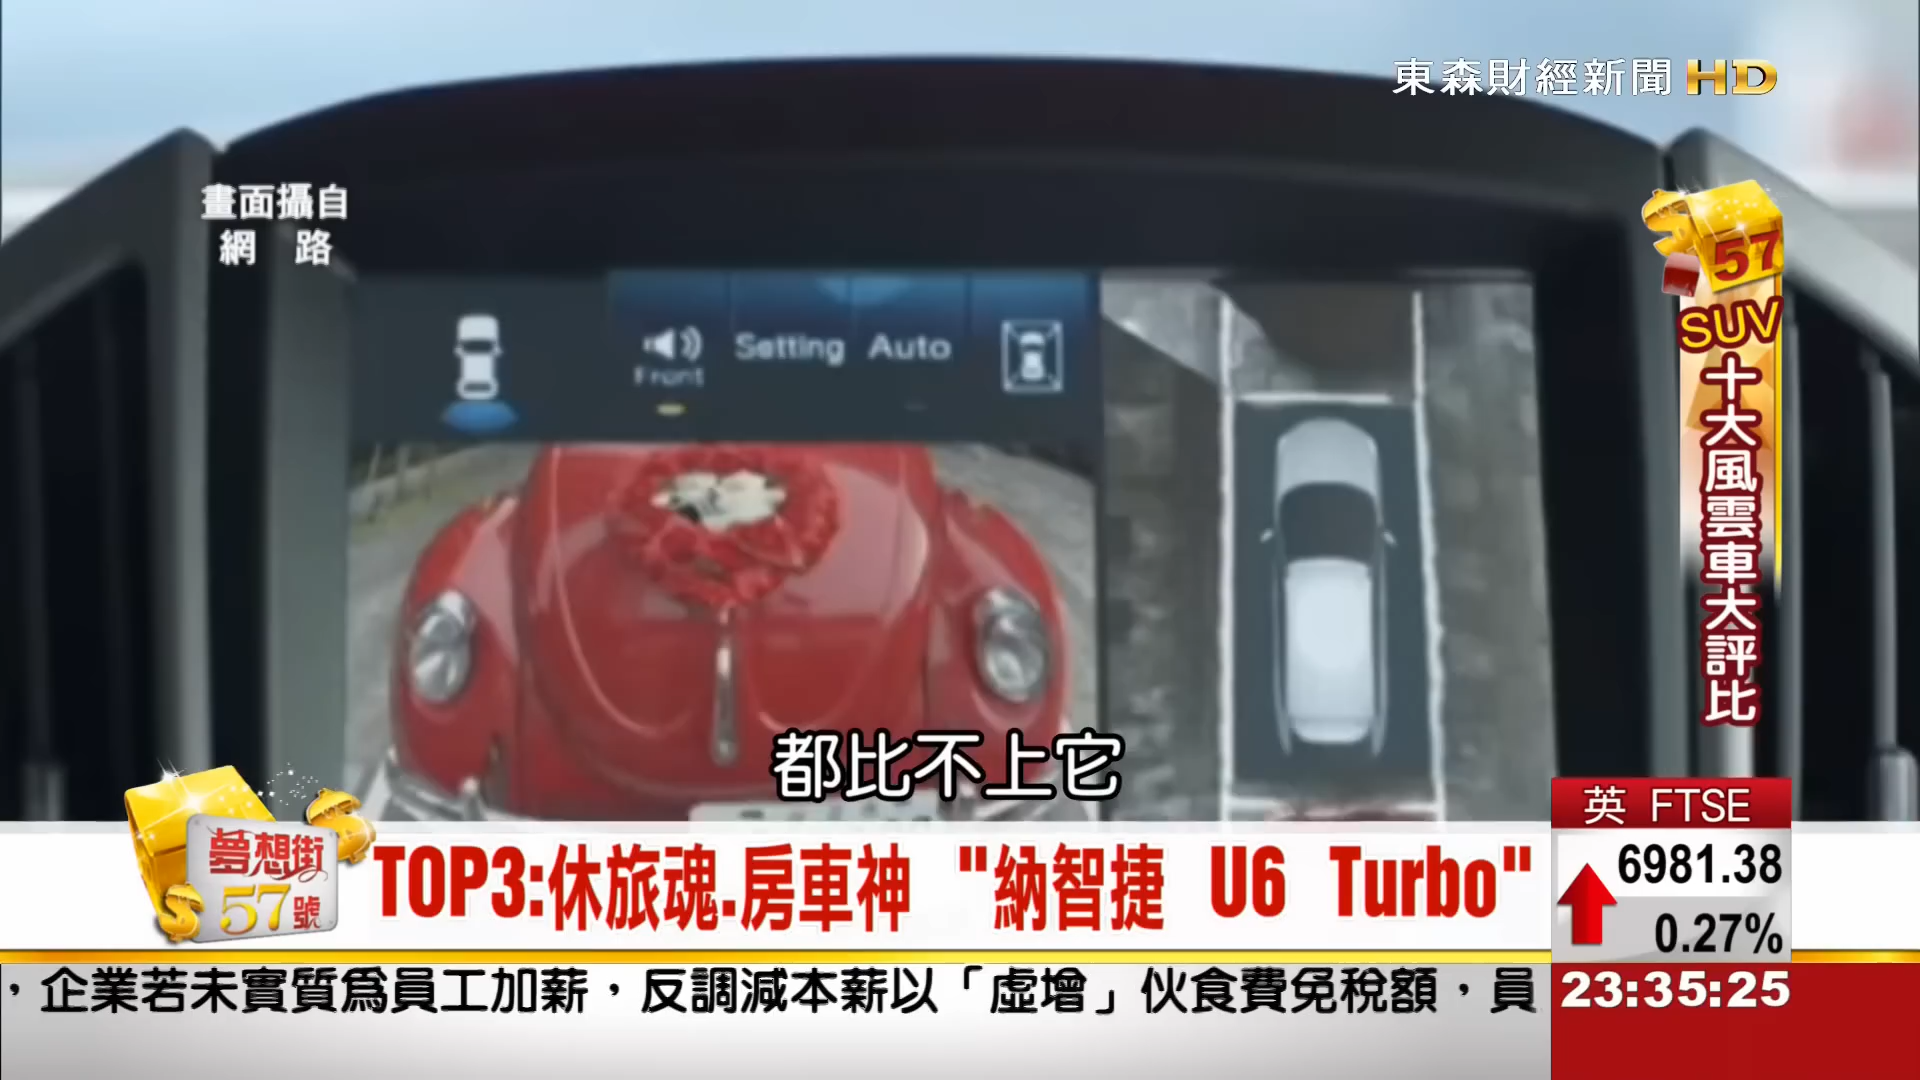 東森財經新聞 HD
畫面攝自
網 路
57
SUV十大風雲車大評比
Front
Setting
Auto
都比不上它
夢想街
57號
TOP3:休旅魂.房車神 "納智捷 U6 Turbo"
英 FTSE
6981.38
0.27%
，企業若未實質為員工加薪，反調減本薪以「虛增」伙食費免稅額，員
23:35:25